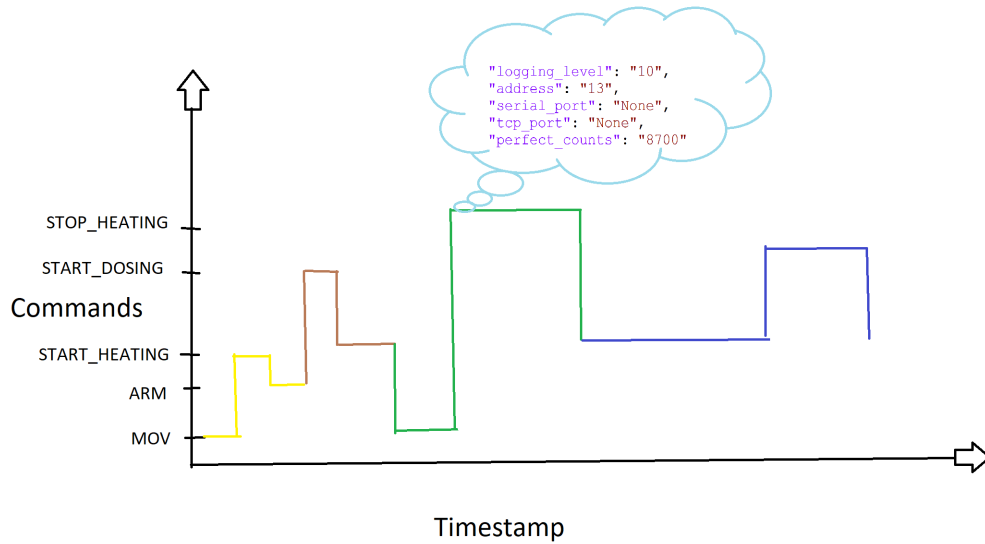 "logging_level": "10",
"address": "13",
"serial_port": "None",
"tcp_port": "None",
"perfect_counts": "8700"
STOP_HEATING
START_DOSING
Commands
START_HEATING
ARM
MOV
Timestamp